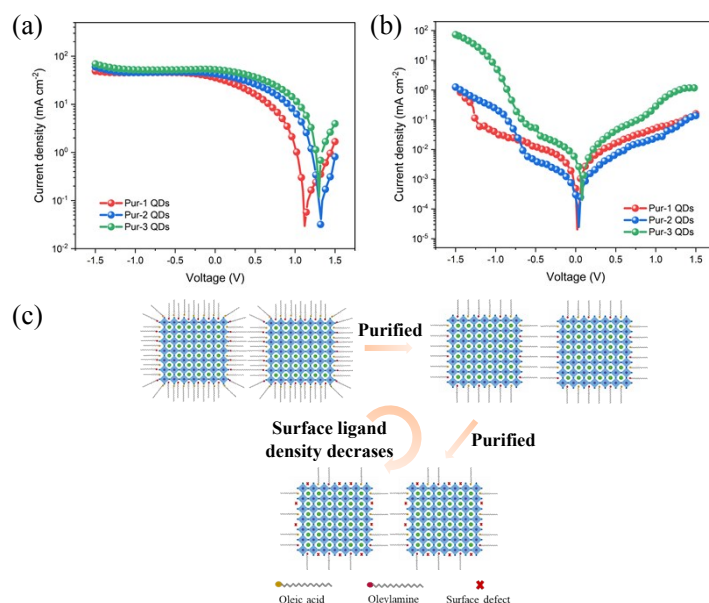 (a)
Current density (mA cm⁻²)
10²
10¹
10⁰
10⁻¹
10⁻²
Pur-1 QDs
Pur-2 QDs
Pur-3 QDs
-1.5 -1.0 -0.5 0.0 0.5 1.0 1.5
Voltage (V)
(b)
Current density (mA cm⁻²)
10²
10¹
10⁰
10⁻¹
10⁻²
10⁻³
10⁻⁴
10⁻⁵
Pur-1 QDs
Pur-2 QDs
Pur-3 QDs
-1.5 -1.0 -0.5 0.0 0.5 1.0 1.5
Voltage (V)
(c)
Purified
Surface ligand
density decrases
Purified
Oleic acid
Oleylamine
Surface defect